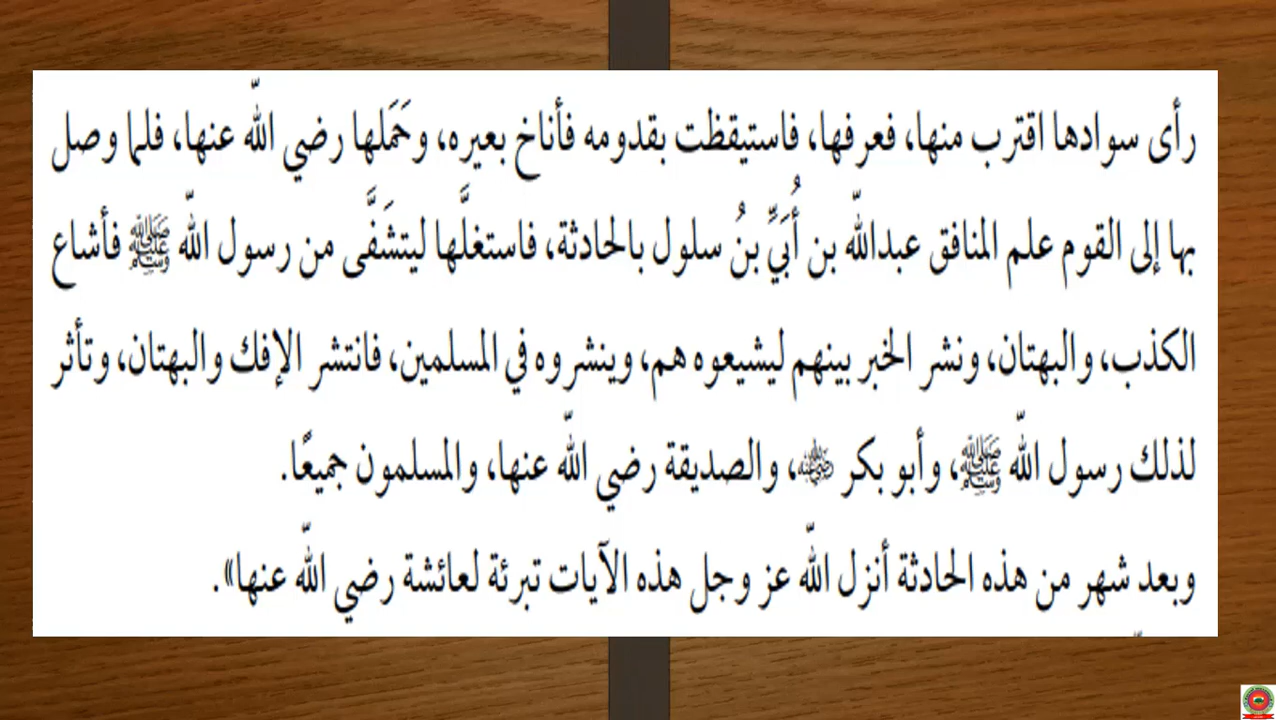 رأى سوادها اقترب منها، فعرفها، فاستيقظت بقدومه فأناخ بعيره، وحَمَلها رضي اللّه عنها، فلما وصل
بها إلى القوم علم المنافق عبداللّه بن أُبَيِّ بنُ سلول بالحادثة، فاستغلَّها ليتشَفَّى من رسول اللّه ﷺ فأشاع
الكذب، والبهتان، ونشر الخبر بينهم ليشيعوه هم، وينشروه في المسلمين، فانتشر الإفك والبهتان، وتأثر
لذلك رسول اللّه ﷺ، وأبو بكر رضي الله عنه، والصديقة رضي اللّه عنها، والمسلمون جميعًا.
وبعد شهر من هذه الحادثة أنزل اللّه عز وجل هذه الآيات تبرئة لعائشة رضي اللّه عنها».